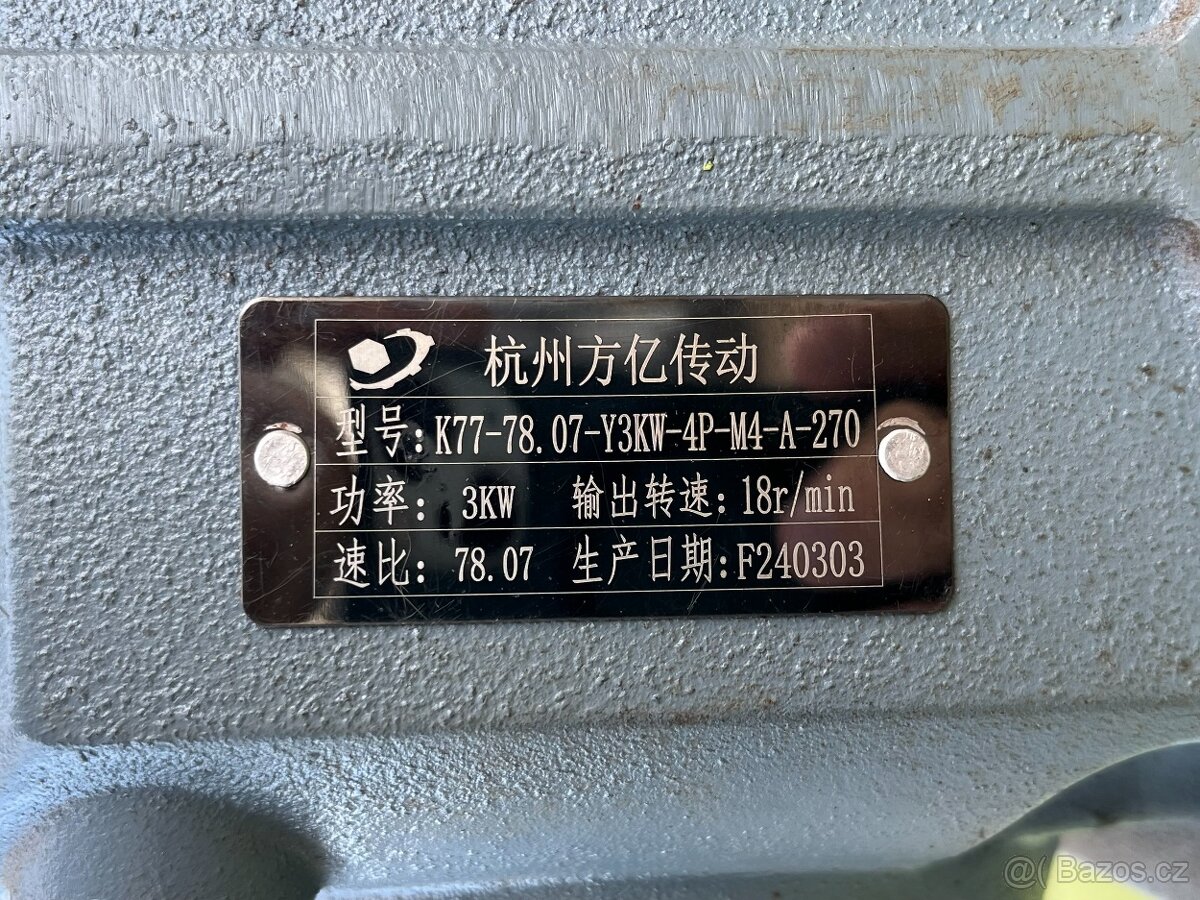 杭州方亿传动
型号:K77-78.07-Y3KW-4P-M4-A-270
功率: 3KW 输出转速:18r/min
速比: 78.07 生产日期:F240303
@( Bazos.cz